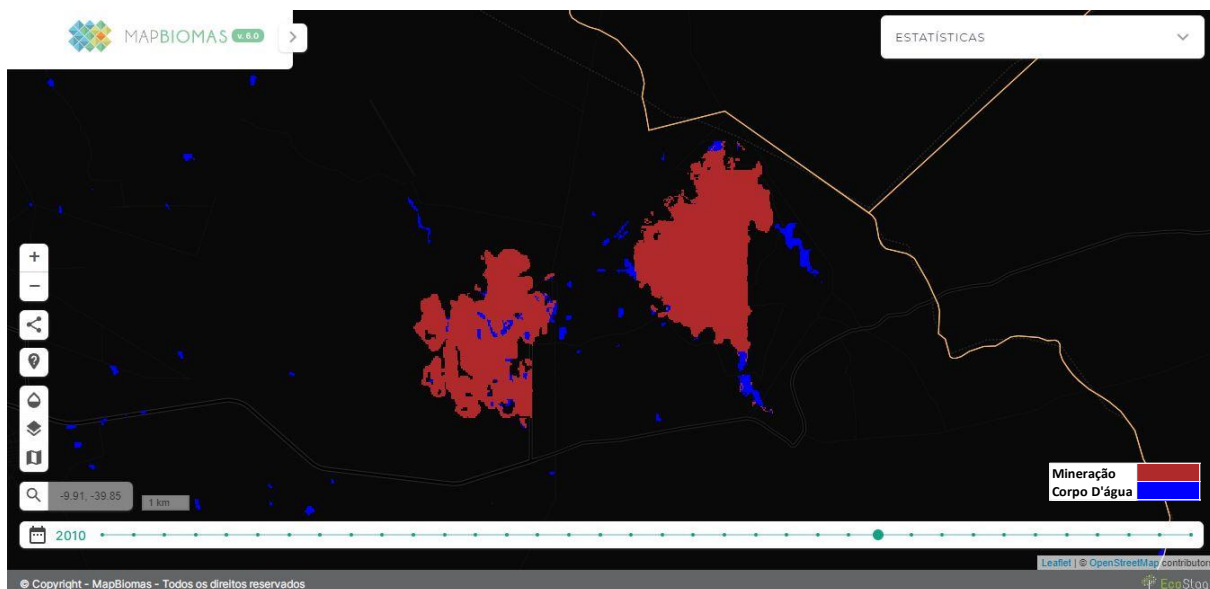 MAPBIOMAS v. 6.0
ESTATÍSTICAS
+
−
-9.91, -39.85
1 km
Mineração
Corpo D'água
2010
Leaflet | © OpenStreetMap contributors
© Copyright - MapBiomas - Todos os direitos reservados
EcoStag